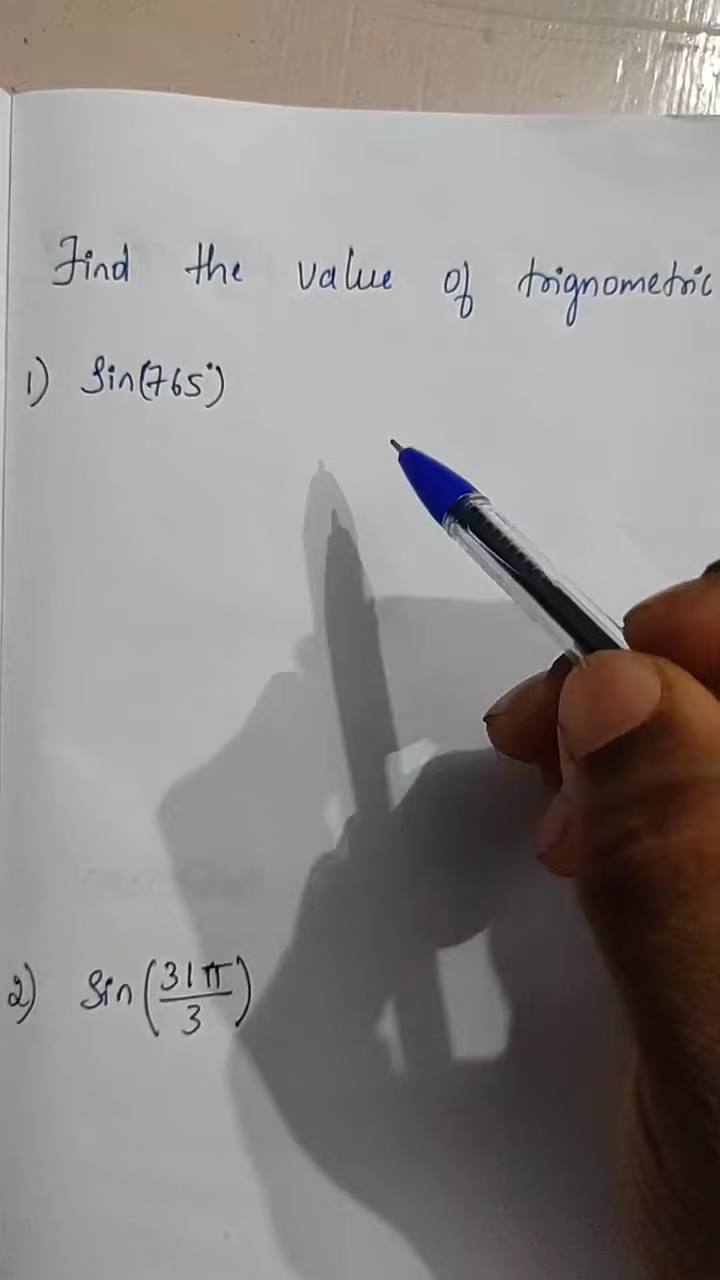 Find the value of trignometric
1) Sin(765°)
2) Sin(31π/3)